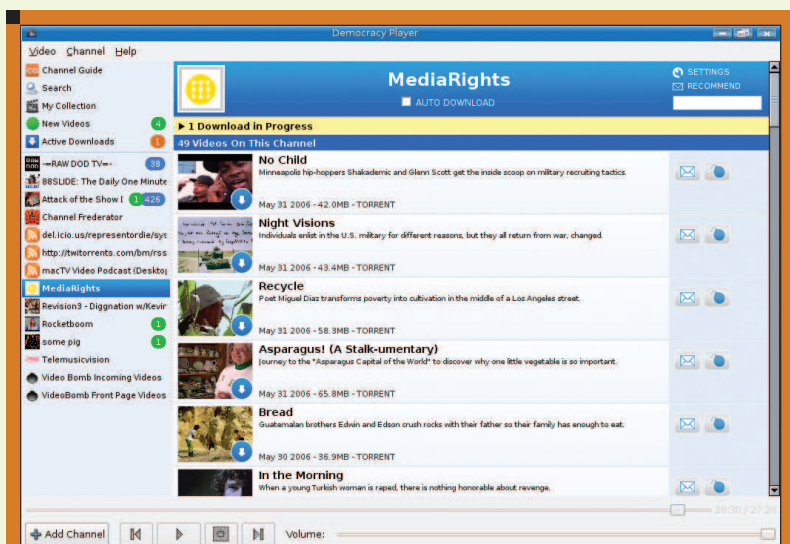 Democracy Player
Video Channel Help
Channel Guide
Search
My Collection
New Videos 4
Active Downloads 1
-=RAW DOD TV=- 38
88SLIDE: The Daily One Minute
Attack of the Show I 1 426
Channel Frederator
del.icio.us/representordie/sys
http://twitorrents.com/bm/rss
macTV Video Podcast (Desktop
MediaRights
Revision3 - Diggnation w/Kevin
Rocketboom 1
some pig 1
Telemusicvision
Video Bomb Incoming Videos
VideoBomb Front Page Videos
MediaRights
AUTO DOWNLOAD
SETTINGS
RECOMMEND
1 Download in Progress
49 Videos On This Channel
No Child
Minneapolis hip-hoppers Shakademic and Glenn Scott get the inside scoop on military recruiting tactics.
May 31 2006 - 42.0MB - TORRENT
Night Visions
Individuals enlist in the U.S. military for different reasons, but they all return from war, changed.
May 31 2006 - 43.4MB - TORRENT
Recycle
Poet Miguel Diaz transforms poverty into cultivation in the middle of a Los Angeles street.
May 31 2006 - 58.3MB - TORRENT
Asparagus! (A Stalk-umentary)
Journey to the "Asparagus Capital of the World" to discover why one little vegetable is so important.
May 31 2006 - 65.8MB - TORRENT
Bread
Guatemalan brothers Edwin and Edson crush rocks with their father so their family has enough to eat.
May 30 2006 - 36.9MB - TORRENT
In the Morning
When a young Turkish woman is raped, there is nothing honorable about revenge.
26:30 / 27:26
Add Channel
Volume: